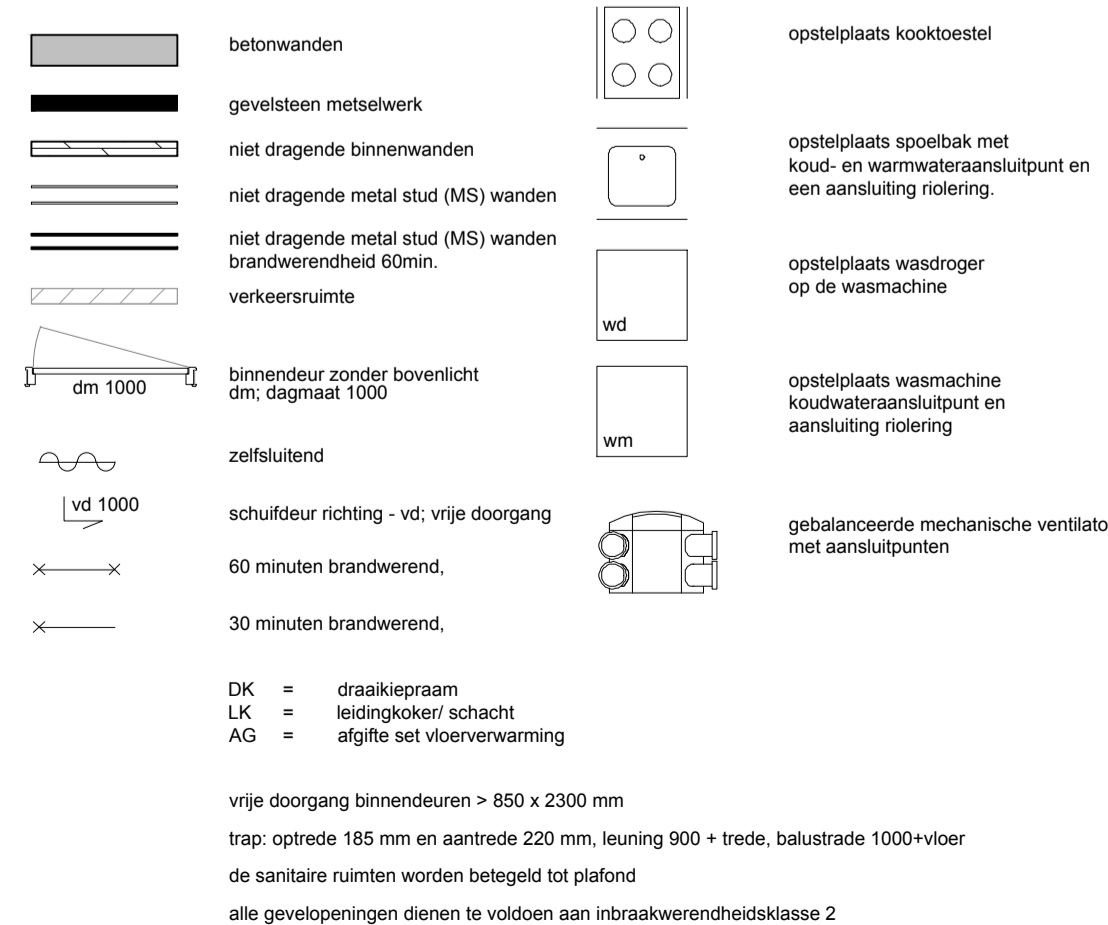 betonwanden
gevelsteen metselwerk
niet dragende binnenwanden
niet dragende metal stud (MS) wanden
niet dragende metal stud (MS) wanden
brandwerendheid 60min.
verkeersruimte
dm 1000
binnendeur zonder bovenlicht
dm; dagmaat 1000
zelfsluitend
vd 1000
schuifdeur richting - vd; vrije doorgang
60 minuten brandwerend,
30 minuten brandwerend,
opstelplaats kooktoestel
opstelplaats spoelbak met
koud- en warmwateraansluitpunt en
een aansluiting riolering.
wd
opstelplaats wasdroger
op de wasmachine
wm
opstelplaats wasmachine
koudwateraansluitpunt en
aansluiting riolering
gebalanceerde mechanische ventilato
met aansluitpunten
DK = draaikiepraam
LK = leidingkoker/ schacht
AG = afgifte set vloerverwarming
vrije doorgang binnendeuren > 850 x 2300 mm
trap: optrede 185 mm en aantrede 220 mm, leuning 900 + trede, balustrade 1000+vloer
de sanitaire ruimten worden betegeld tot plafond
alle gevelopeningen dienen te voldoen aan inbraakwerendheidsklasse 2